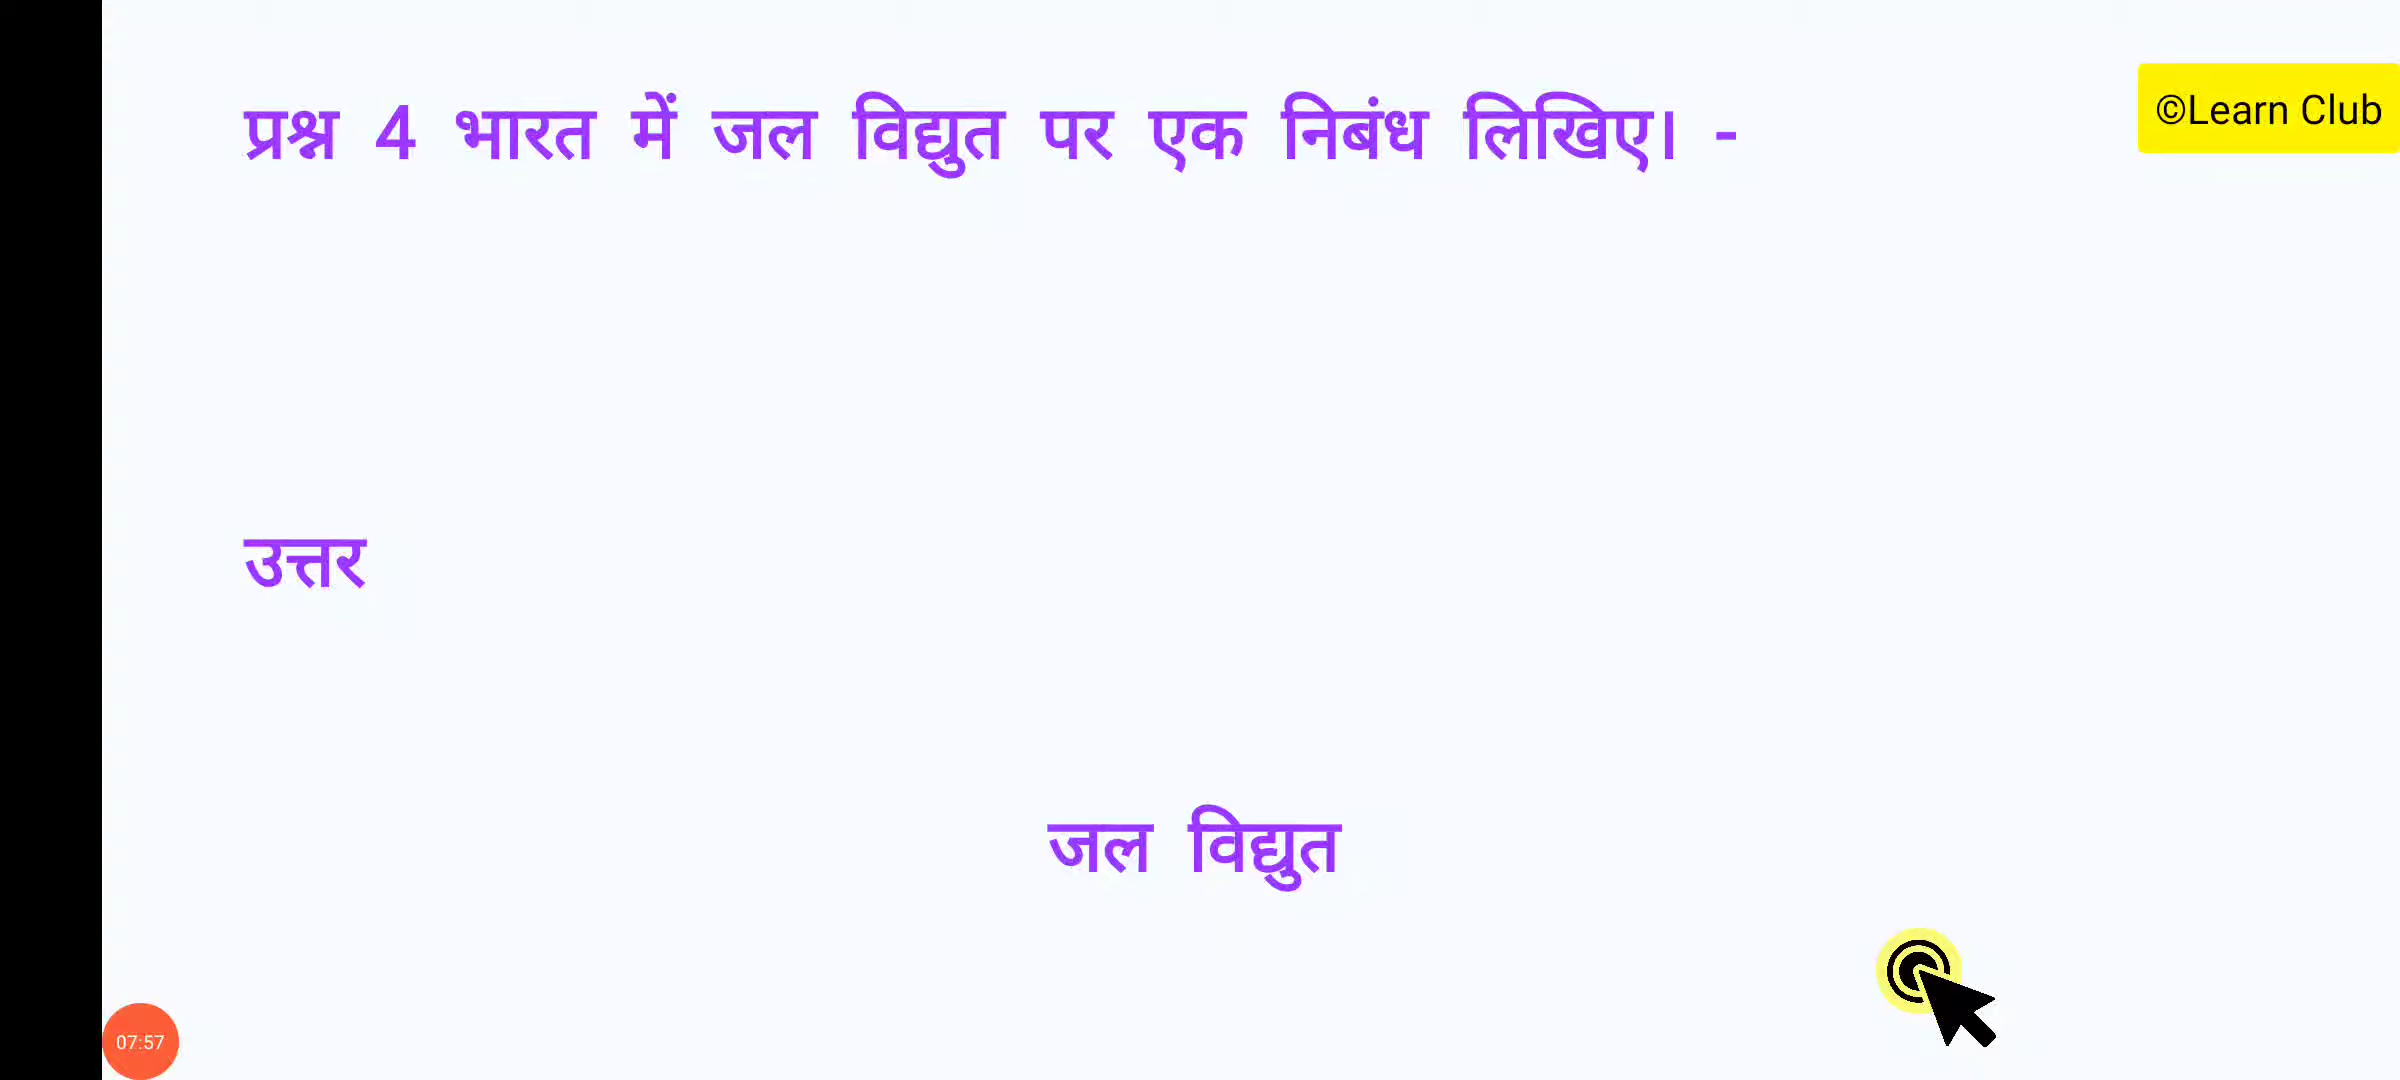 प्रश्न 4 भारत में जल विद्युत पर एक निबंध लिखिए। -
©Learn Club
उत्तर
जल विद्युत
07:57